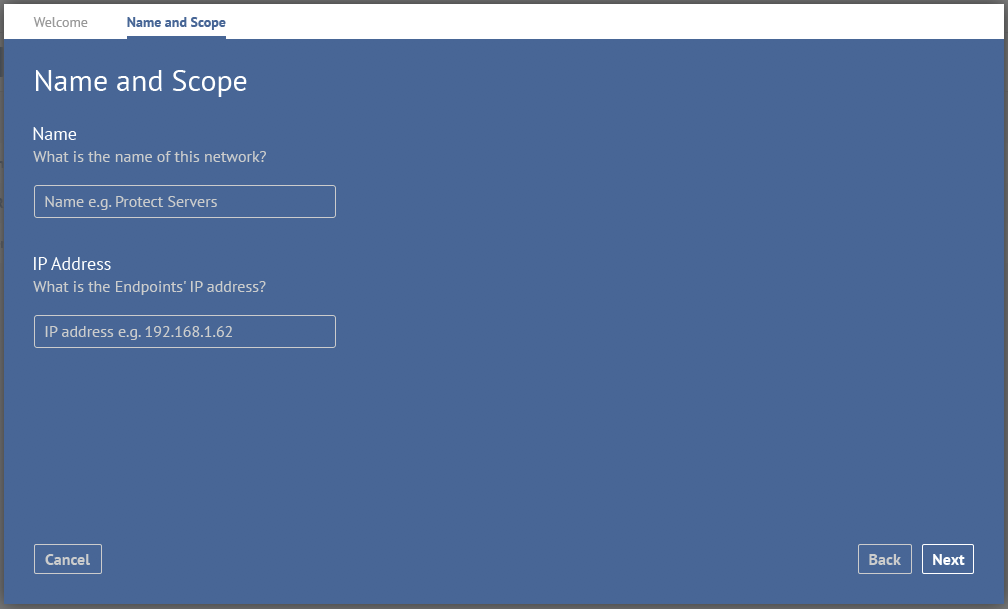 Welcome
Name and Scope
Name and Scope
Name
What is the name of this network?
Name e.g. Protect Servers
IP Address
What is the Endpoints' IP address?
IP address e.g. 192.168.1.62
Cancel
Back
Next